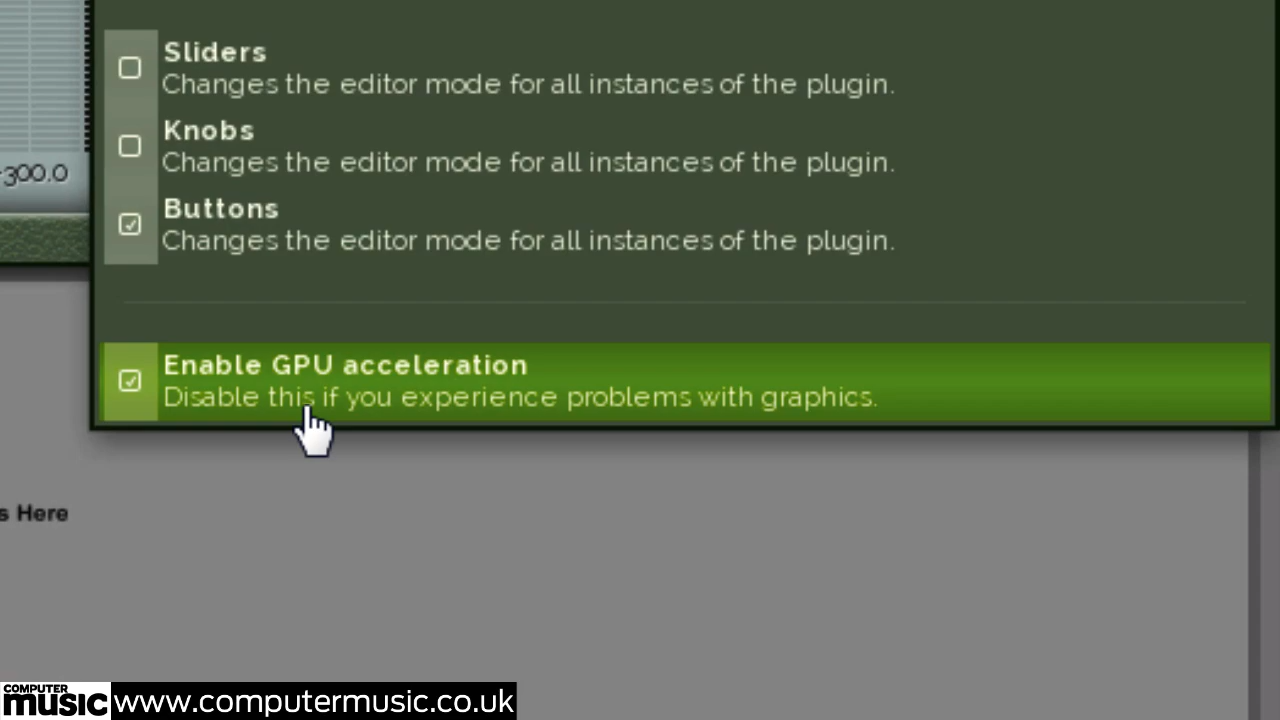 Sliders
Changes the editor mode for all instances of the plugin.
Knobs
Changes the editor mode for all instances of the plugin.
-300.0
Buttons
Changes the editor mode for all instances of the plugin.
Enable GPU acceleration
Disable this if you experience problems with graphics.
s Here
COMPUTER
music www.computermusic.co.uk